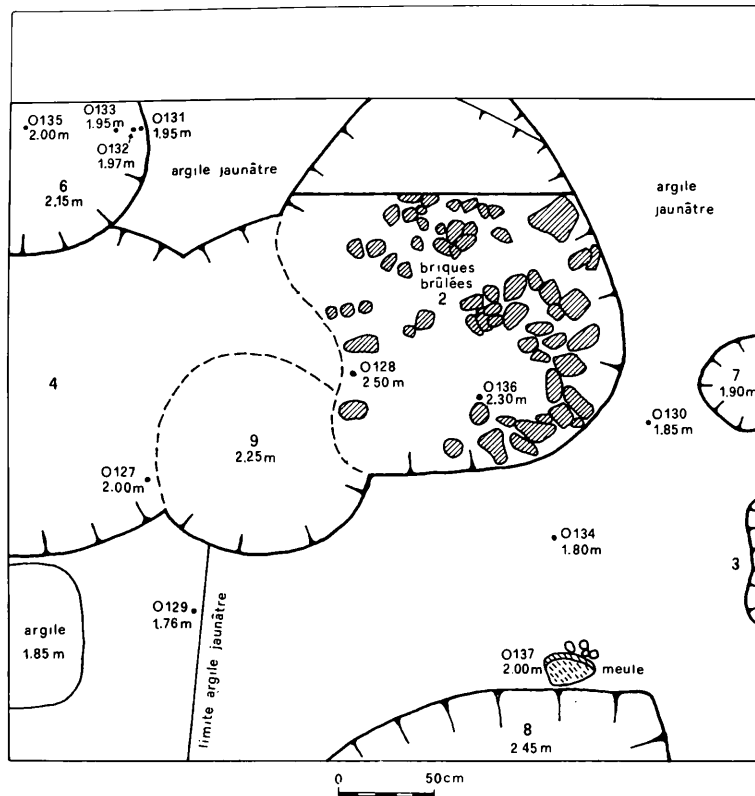 O135
2.00m
O133
1.95m
O131
1.95m
O132
1.97m
6
2,15m
argile jaunâtre
argile
jaunâtre
briques
brûlées
2
4
O128
2 50m
O136
2.30m
7
1.90m
O130
1.85m
9
2,25m
O127
2.00m
O134
1.80m
3
O129
1.76m
argile
1.85m
limite argile jaunâtre
O137
2.00m
meule
8
2 45m
0 50cm